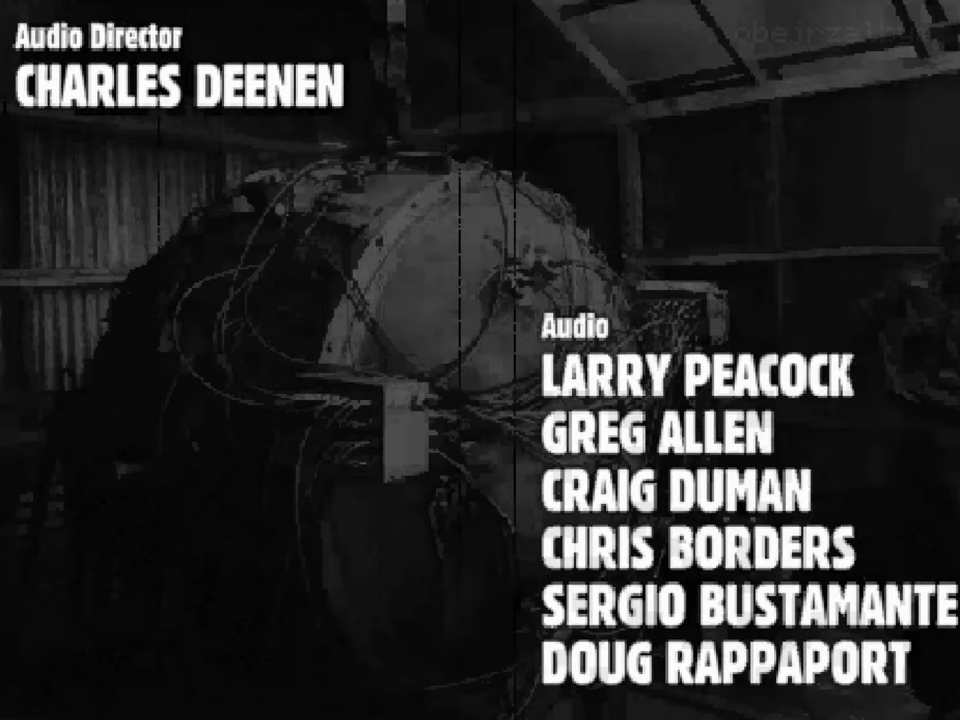 Audio Director
CHARLES DEENEN
Audio
LARRY PEACOCK
GREG ALLEN
CRAIG DUMAN
CHRIS BORDERS
SERGIO BUSTAMANTE
DOUG RAPPAPORT